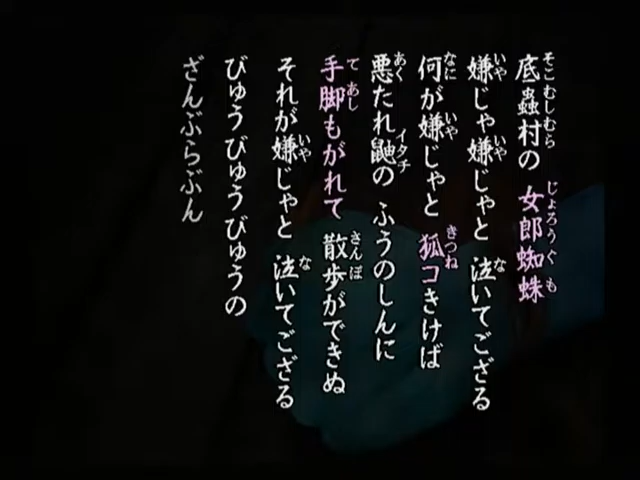 底蟲村の 女郎蜘蛛
嫌じゃ嫌じゃと 泣いてござる
何が嫌じゃと 狐コきけば
悪たれ鼬の ふうのしんに
手脚もがれて 散歩ができぬ
それが嫌じゃと 泣いてござる
びゅうびゅうびゅうの
ざんぶらぶん